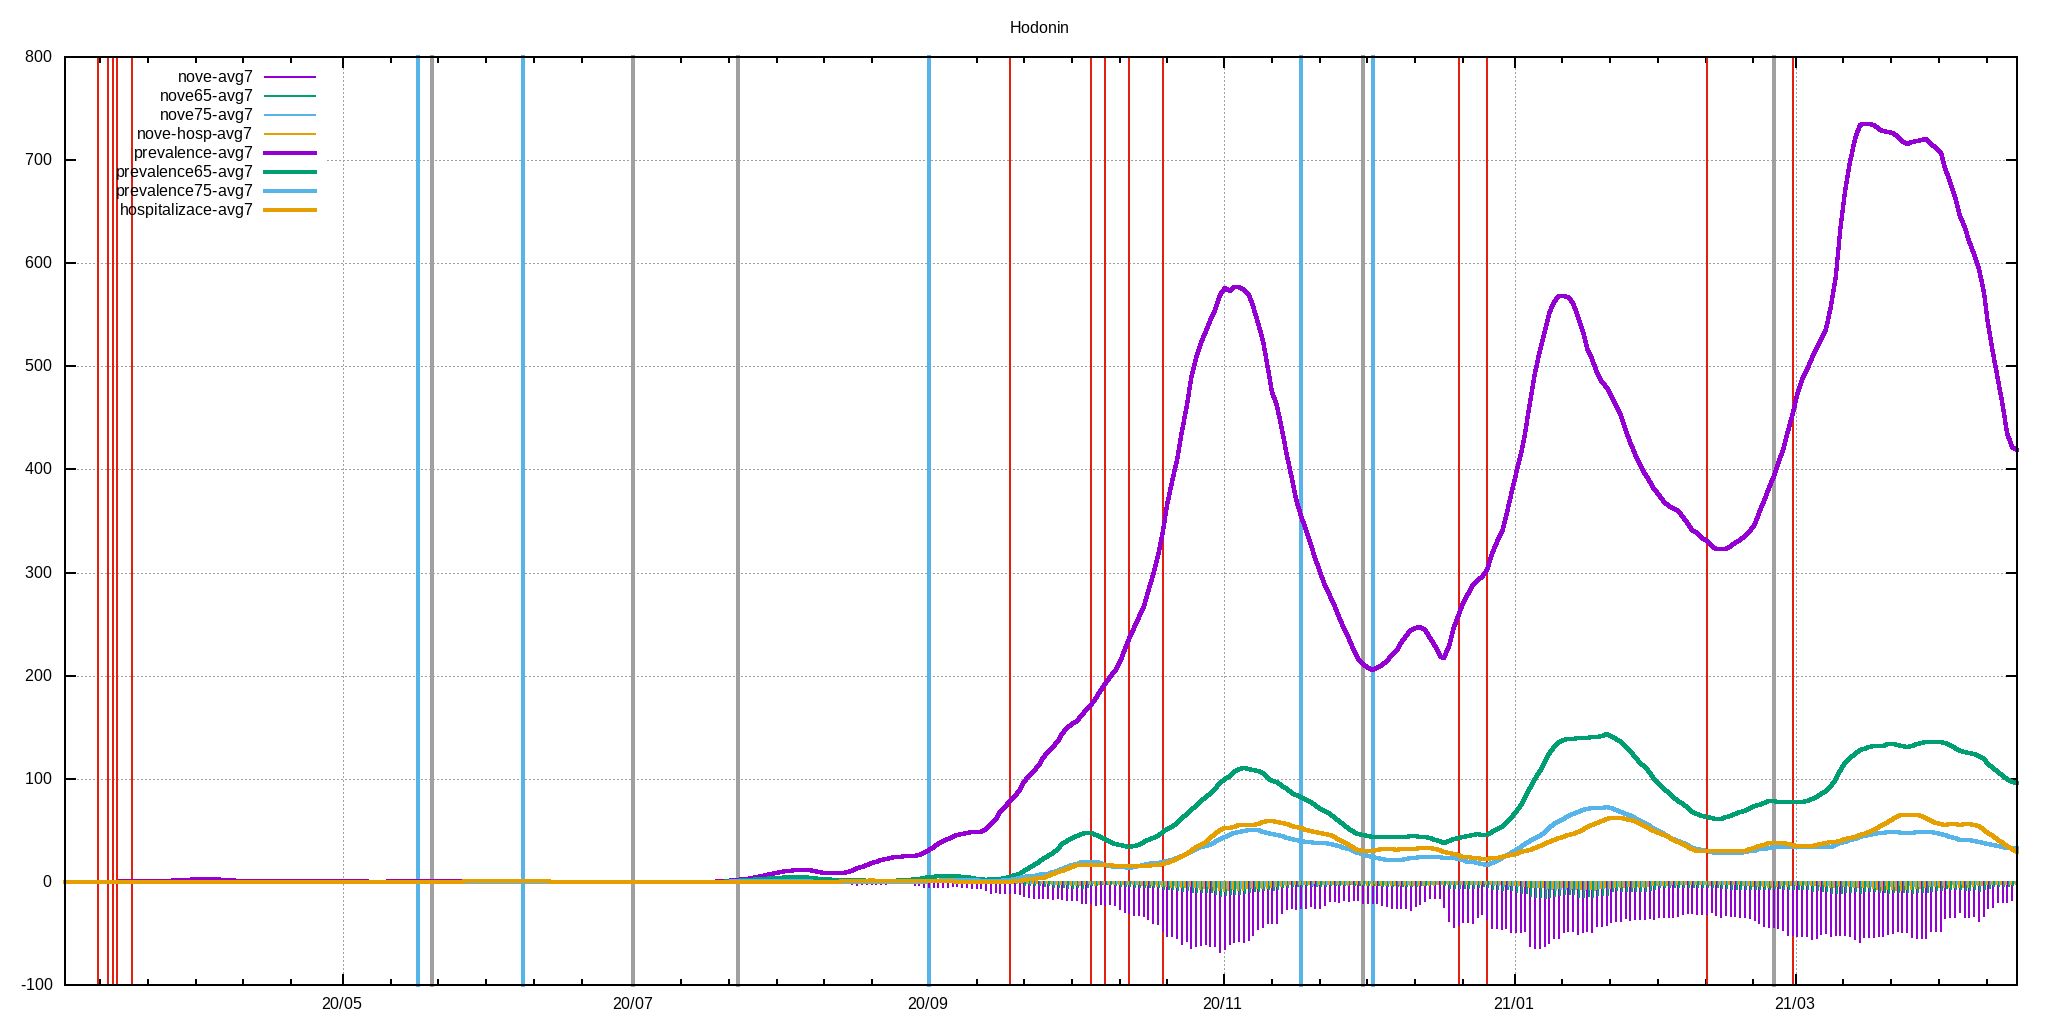 Hodonin
800
700
600
500
400
300
200
100
0
-100
nove-avg7
nove65-avg7
nove75-avg7
nove-hosp-avg7
prevalence-avg7
prevalence65-avg7
prevalence75-avg7
hospitalizace-avg7
20/05 20/07 20/09 20/11 21/01 21/03